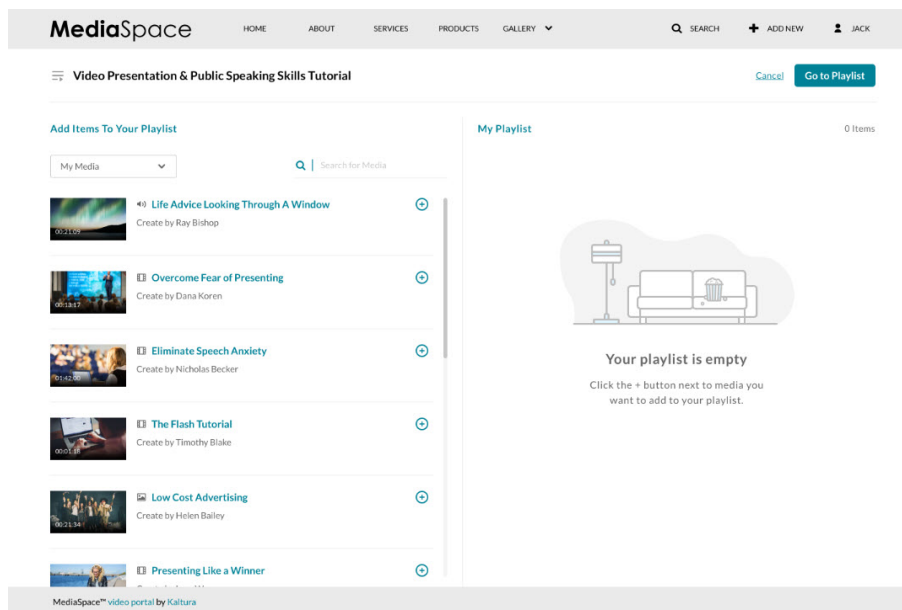 MediaSpace
HOME ABOUT SERVICES PRODUCTS GALLERY SEARCH ADD NEW JACK
Video Presentation & Public Speaking Skills Tutorial
Cancel Go to Playlist
Add Items To Your Playlist
My Media
Search for Media
00:21:09
Life Advice Looking Through A Window
Create by Ray Bishop
00:13:17
Overcome Fear of Presenting
Create by Dana Koren
01:42:00
Eliminate Speech Anxiety
Create by Nicholas Becker
The Flash Tutorial
Create by Timothy Blake
00:21:34
Low Cost Advertising
Create by Helen Bailey
Presenting Like a Winner
My Playlist
0 Items
Your playlist is empty
Click the + button next to media you
want to add to your playlist.
MediaSpace™ video portal by Kaltura